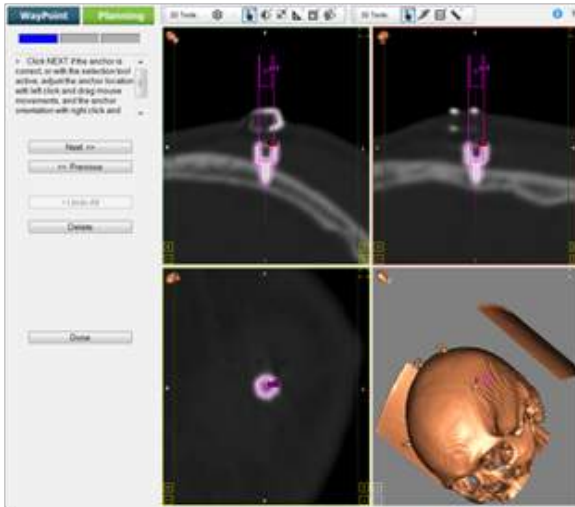 WayPoint Planning
2D Tools 3D Tools
• Click NEXT if the anchor is
correct, or with the selection tool
active, adjust the anchor location
with left click and drag mouse
movements, and the anchor
orientation with right click and
Next >>
<< Previous
Undo All
Delete
Done